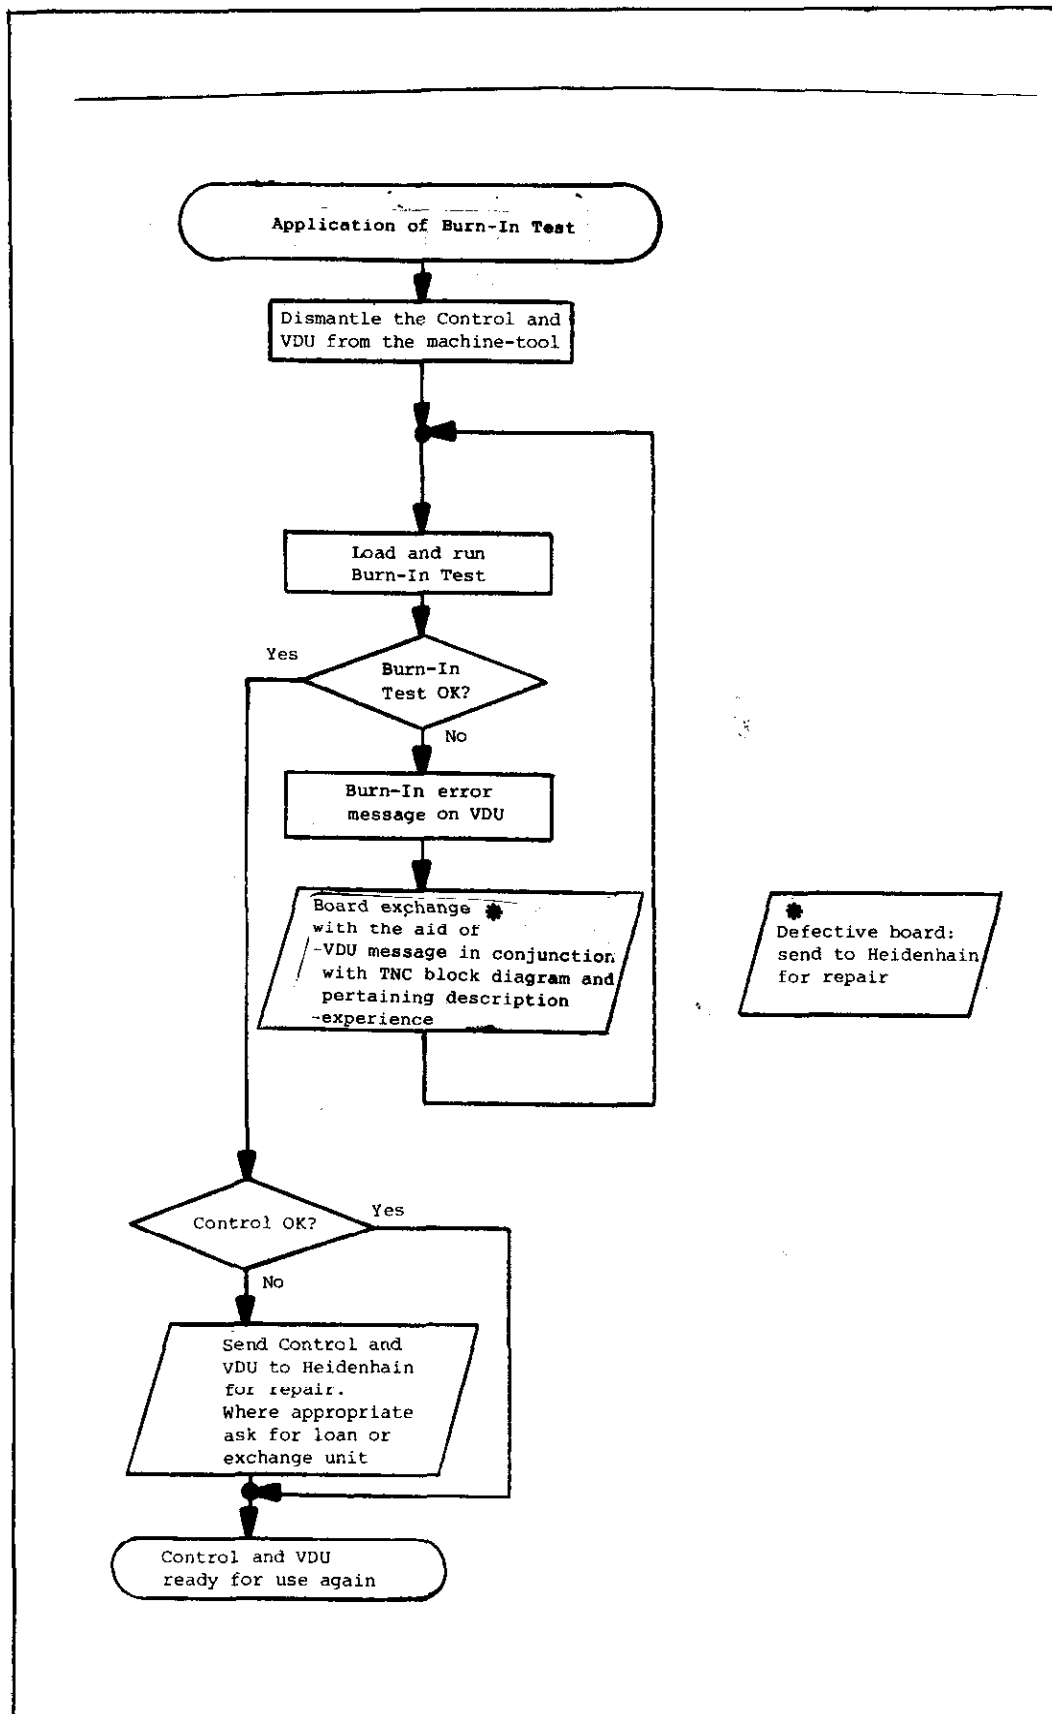 Application of Burn-In Test
Dismantle the Control and
VDU from the machine-tool
Load and run
Burn-In Test
Yes
Burn-In
Test OK?
No
Burn-In error
message on VDU
Board exchange *
with the aid of
-VDU message in conjunction
with TNC block diagram and
pertaining description
-experience
*
Defective board:
send to Heidenhain
for repair
Control OK?
Yes
No
Send Control and
VDU to Heidenhain
for repair.
Where appropriate
ask for loan or
exchange unit
Control and VDU
ready for use again